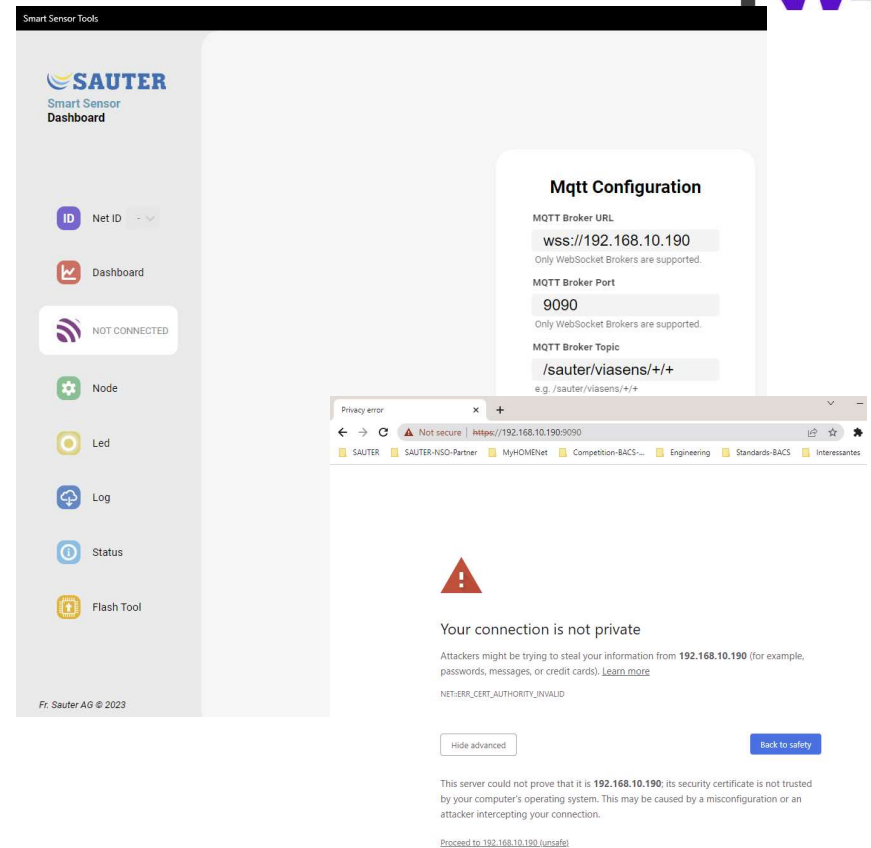 Smart Sensor Tools
SAUTER
Smart Sensor
Dashboard
ID Net ID -
Dashboard
NOT CONNECTED
Node
Led
Log
Status
Flash Tool
Fr. Sauter AG © 2023
Mqtt Configuration
MQTT Broker URL
wss://192.168.10.190
Only WebSocket Brokers are supported.
MQTT Broker Port
9090
Only WebSocket Brokers are supported.
MQTT Broker Topic
/sauter/viasens/+/+
e.g. /sauter/viasens/+/+
Privacy error
Not secure | https://192.168.10.190:9090
SAUTER SAUTER-NSO-Partner MyHOMENet Competition-BACS-... Engineering Standards-BACS Interessantes
Your connection is not private
Attackers might be trying to steal your information from 192.168.10.190 (for example,
passwords, messages, or credit cards). Learn more
NET::ERR_CERT_AUTHORITY_INVALID
Hide advanced Back to safety
This server could not prove that it is 192.168.10.190; its security certificate is not trusted
by your computer's operating system. This may be caused by a misconfiguration or an
attacker intercepting your connection.
Proceed to 192.168.10.190 (unsafe)